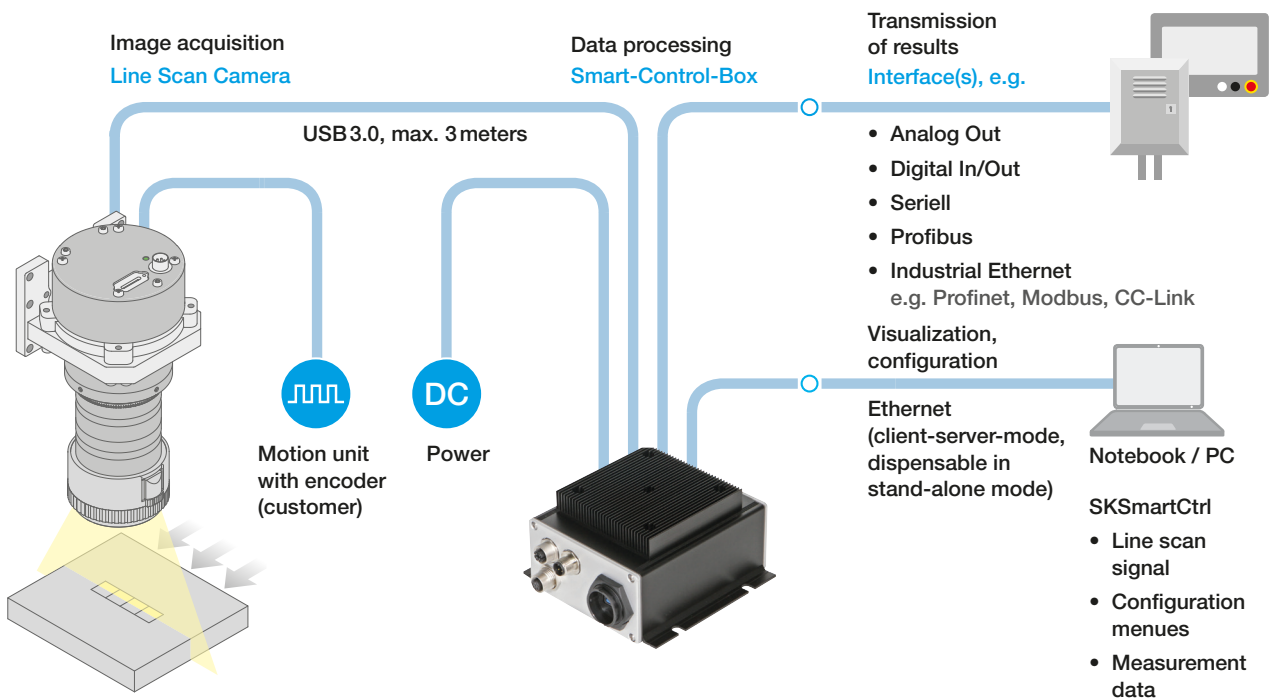 Image acquisition
Line Scan Camera
USB 3.0, max. 3 meters
Data processing
Smart-Control-Box
Transmission
of results
Interface(s), e.g.
• Analog Out
• Digital In/Out
• Seriell
• Profibus
• Industrial Ethernet
e.g. Profinet, Modbus, CC-Link
1
Motion unit
with encoder
(customer)
DC
Power
Visualization,
configuration
Ethernet
(client-server-mode,
dispensable in
stand-alone mode)
Notebook / PC
SKSmartCtrl
• Line scan
signal
• Configuration
menues
• Measurement
data